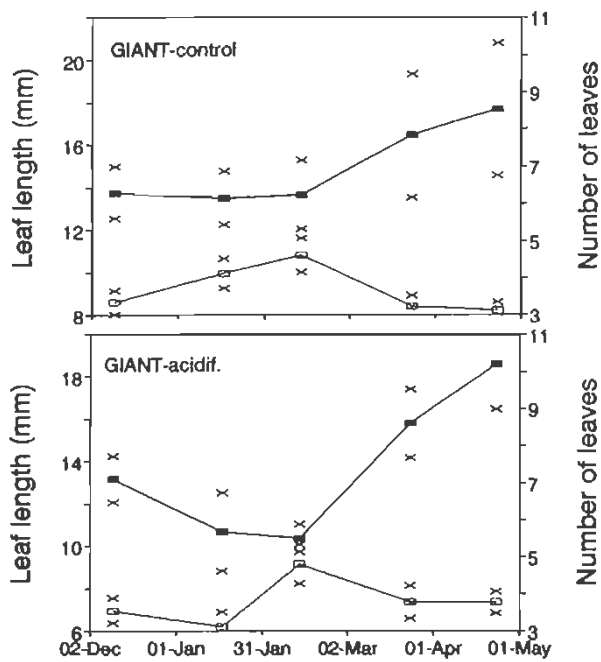 GIANT-control
Leaf length (mm)
20
16
12
8
11
9
7
5
3
Number of leaves
GIANT-acidif.
Leaf length (mm)
18
14
10
6
11
9
7
5
3
Number of leaves
02-Dec 01-Jan 31-Jan 02-Mar 01-Apr 01-May